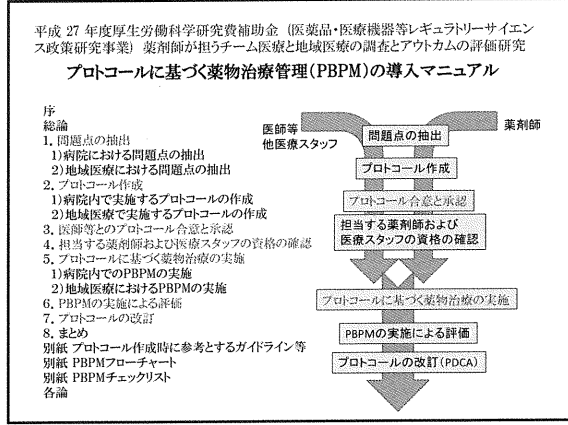 平成 27 年度厚生労働科学研究費補助金 (医薬品・医療機器等レギュラトリーサイエン
ス政策研究事業) 薬剤師が担うチーム医療と地域医療の調査とアウトカムの評価研究
プロトコールに基づく薬物治療管理(PBPM)の導入マニュアル
序
総論
1. 問題点の抽出
1)病院における問題点の抽出
2)地域医療における問題点の抽出
2. プロトコール作成
1)病院内で実施するプロトコールの作成
2)地域医療で実施するプロトコールの作成
3. 医師等とのプロトコール合意と承認
4. 担当する薬剤師および医療スタッフの資格の確認
5. プロトコールに基づく薬物治療の実施
1)病院内でのPBPMの実施
2)地域医療におけるPBPMの実施
6. PBPMの実施による評価
7. プロトコールの改訂
8. まとめ
別紙 プロトコール作成時に参考とするガイドライン等
別紙 PBPMフローチャート
別紙 PBPMチェックリスト
各論
医師等
他医療スタッフ
薬剤師
問題点の抽出
プロトコール作成
プロトコール合意と承認
担当する薬剤師および
医療スタッフの資格の確認
プロトコールに基づく薬物治療の実施
PBPMの実施による評価
プロトコールの改訂(PDCA)